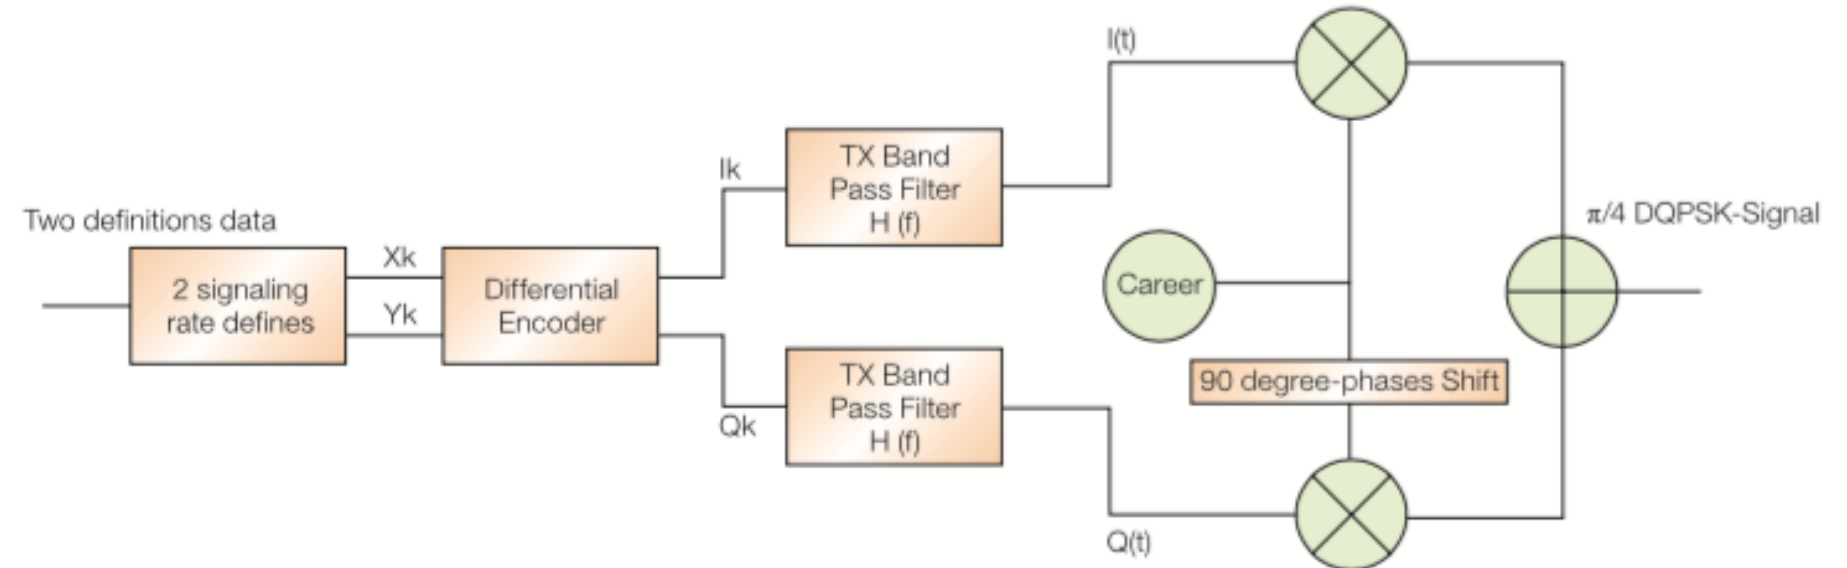 Two definitions data
2 signaling
rate defines
Xk
Yk
Differential
Encoder
Ik
Qk
TX Band
Pass Filter
H (f)
TX Band
Pass Filter
H (f)
I(t)
Q(t)
Career
90 degree-phases Shift
π/4 DQPSK-Signal